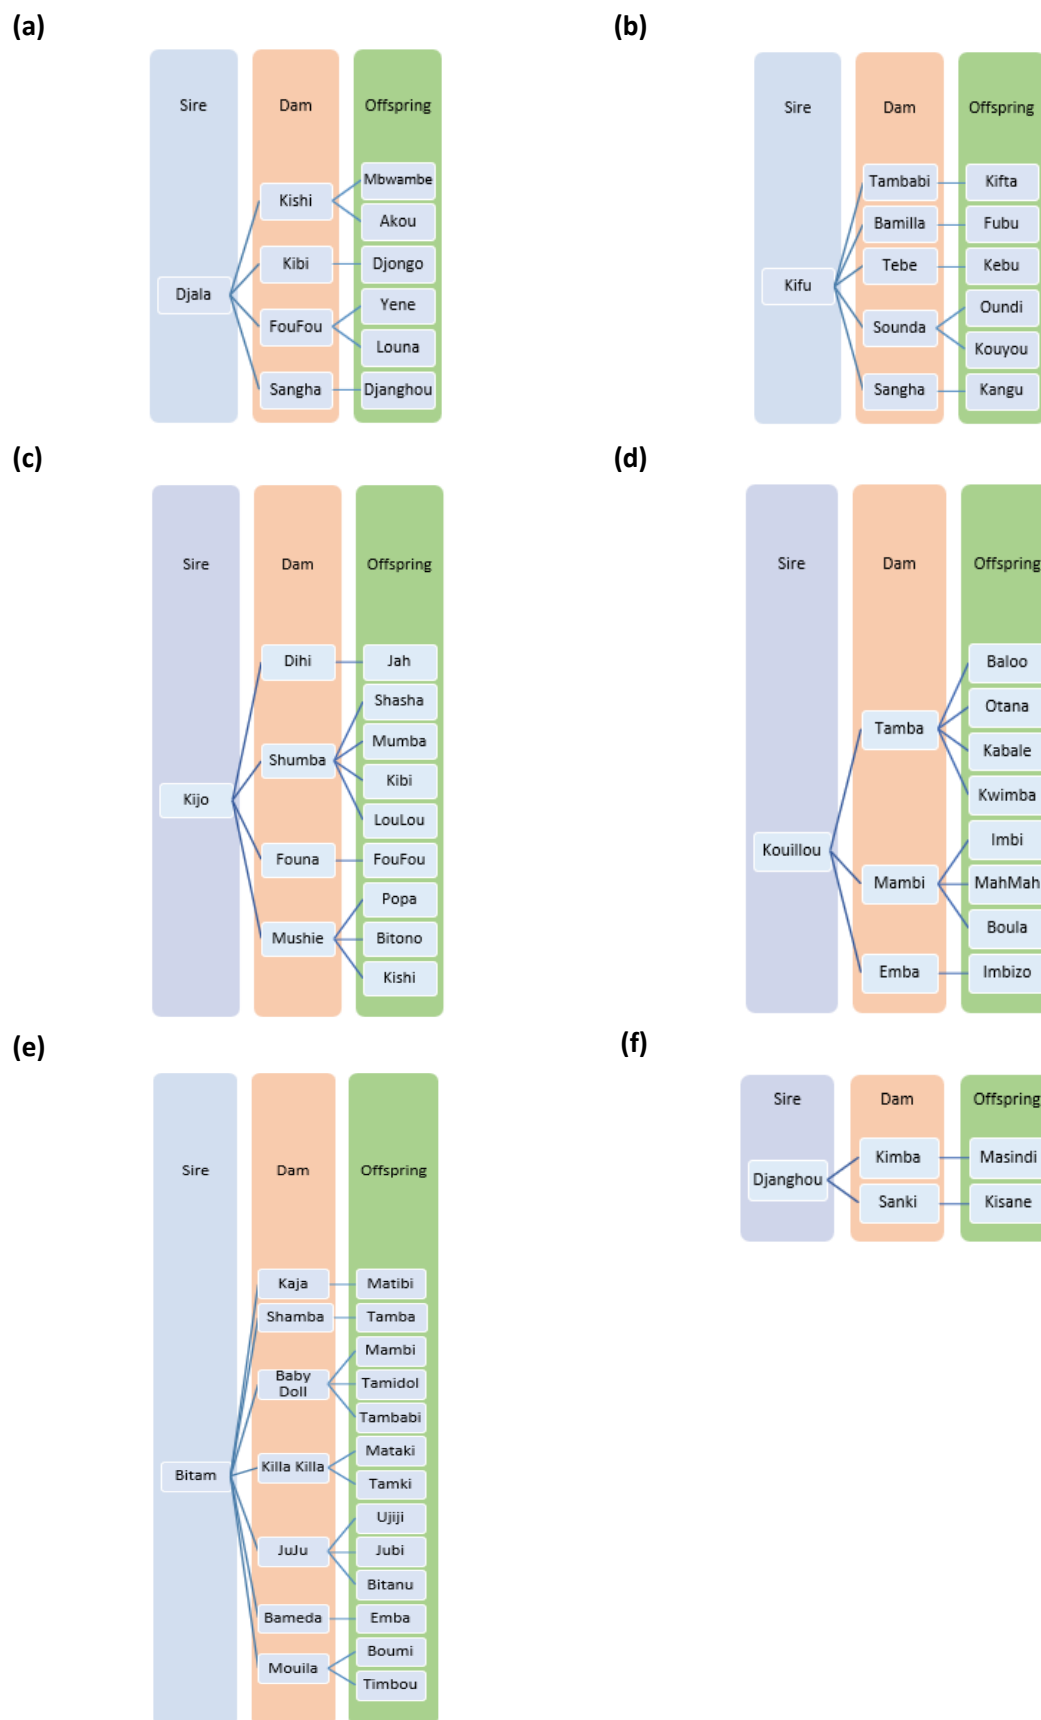 (a)
Sire
Dam
Offspring
Djala
Kishi
Kibi
FouFou
Sangha
Mbwambe
Akou
Djongo
Yene
Louna
Djanghou
(b)
Sire
Dam
Offspring
Kifu
Tambabi
Bamilla
Tebe
Sounda
Sangha
Kifta
Fubu
Kebu
Oundi
Kouyou
Kangu
(c)
Sire
Dam
Offspring
Kijo
Dihi
Shumba
Founa
Mushie
Jah
Shasha
Mumba
Kibi
LouLou
FouFou
Popa
Bitono
Kishi
(d)
Sire
Dam
Offspring
Kouillou
Tamba
Mambi
Emba
Baloo
Otana
Kabale
Kwimba
Imbi
MahMah
Boula
Imbizo
(e)
Sire
Dam
Offspring
Bitam
Kaja
Shamba
Baby
Doll
Killa Killa
JuJu
Bameda
Mouila
Matibi
Tamba
Mambi
Tamidol
Tambabi
Mataki
Tamki
Ujiji
Jubi
Bitanu
Emba
Boumi
Timbou
(f)
Sire
Dam
Offspring
Djanghou
Kimba
Sanki
Masindi
Kisane